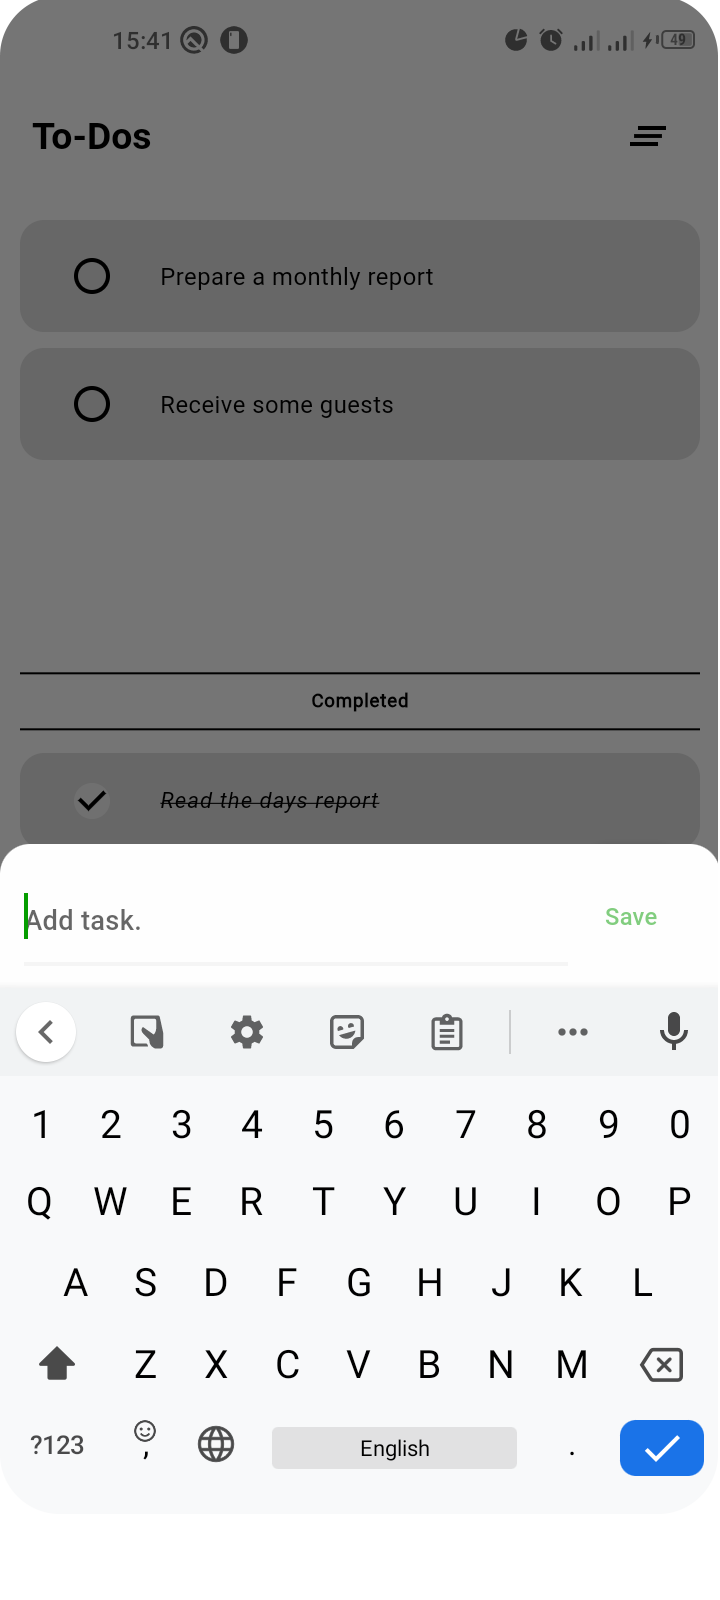 15:41
49
To-Dos
Prepare a monthly report
Receive some guests
Completed
Read the days report
Add task.
Save
1 2 3 4 5 6 7 8 9 0
Q W E R T Y U I O P
A S D F G H J K L
Z X C V B N M
?123 , English .